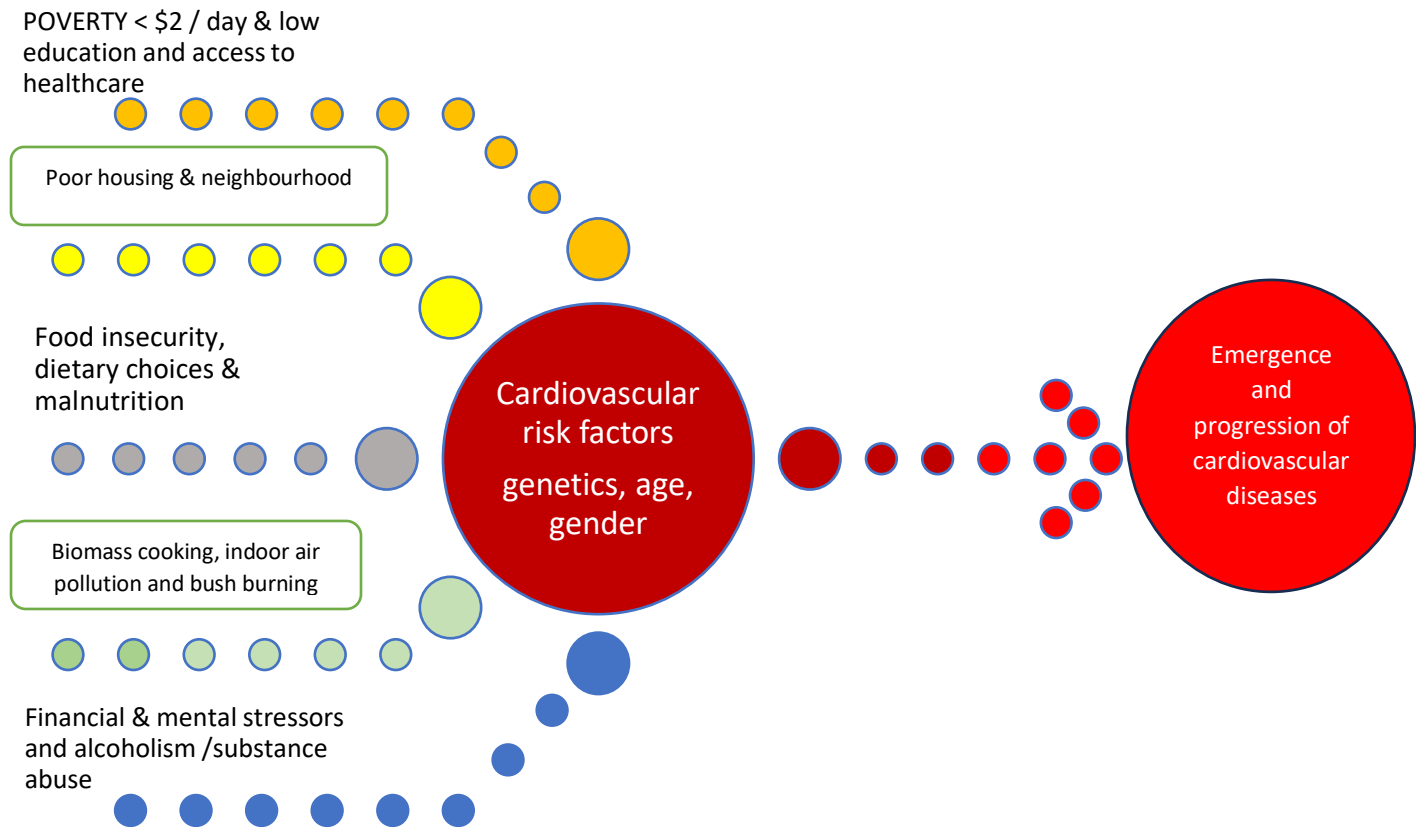 POVERTY < $2 / day & low
education and access to
healthcare
Poor housing & neighbourhood
Food insecurity,
dietary choices &
malnutrition
Biomass cooking, indoor air
pollution and bush burning
Financial & mental stressors
and alcoholism /substance
abuse
Cardiovascular
risk factors
genetics, age,
gender
Emergence
and
progression of
cardiovascular
diseases